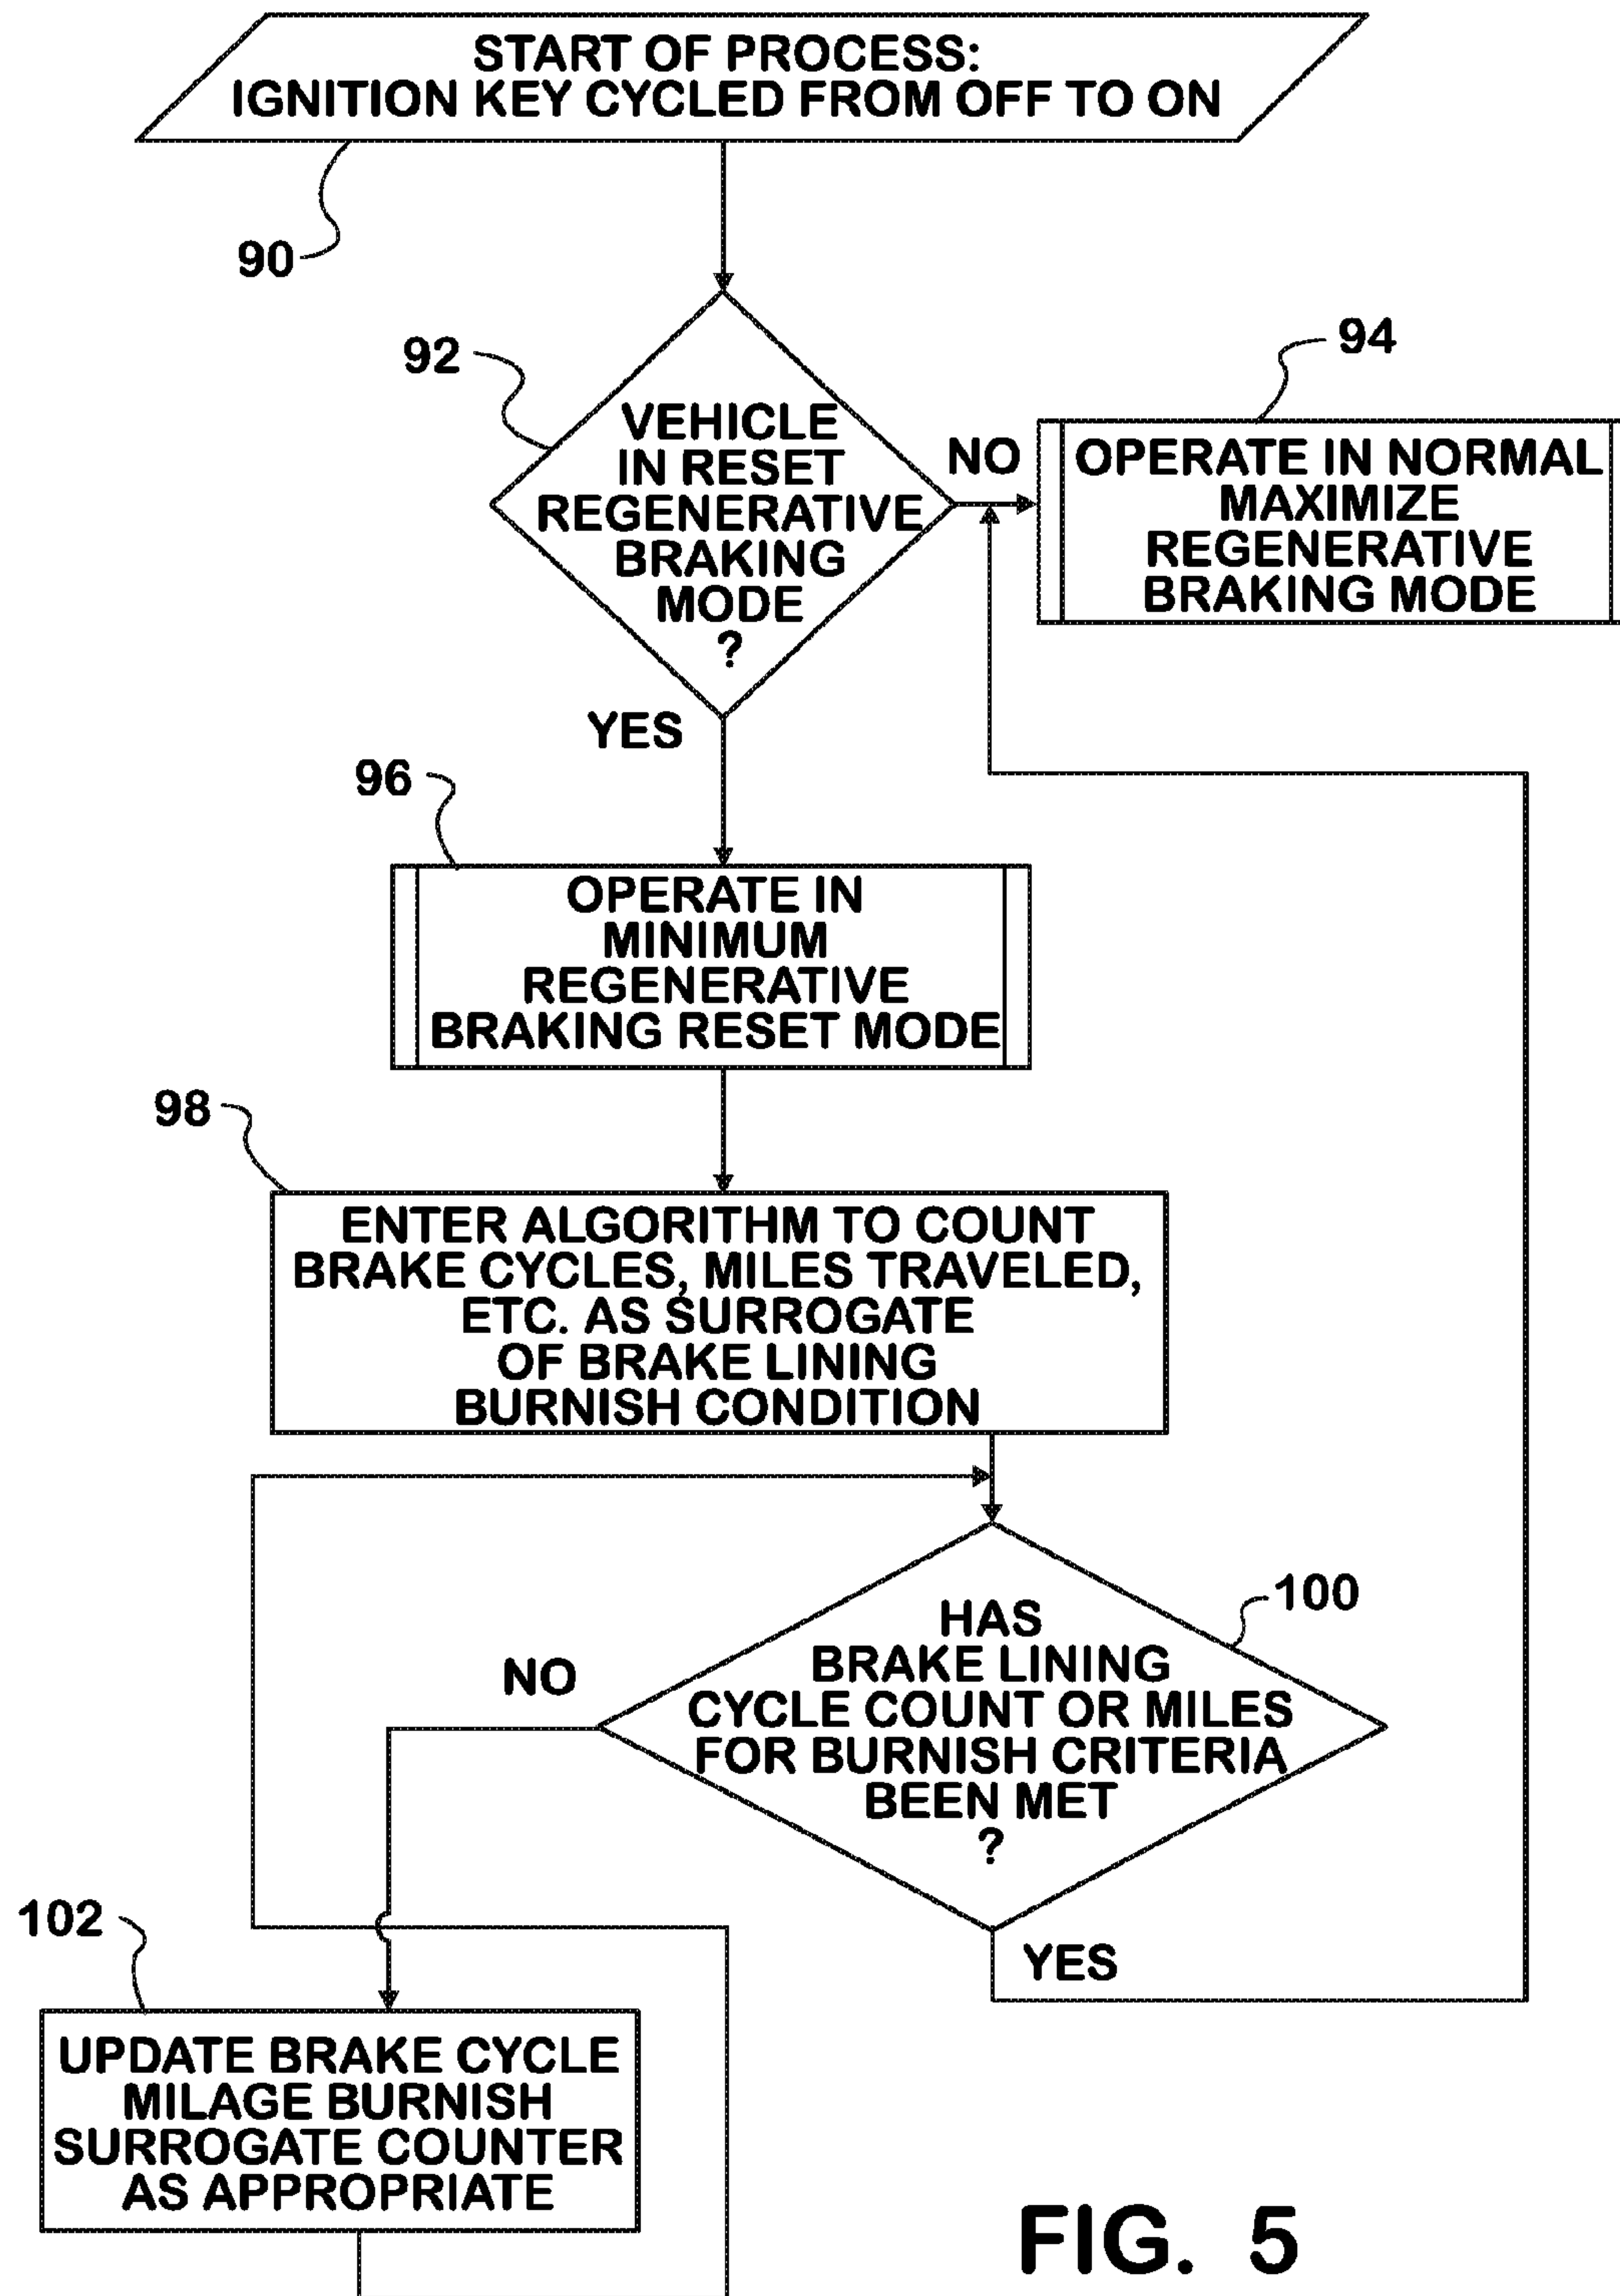 START OF PROCESS:
IGNITION KEY CYCLED FROM OFF TO ON
90
92
VEHICLE
IN RESET
REGENERATIVE
BRAKING
MODE
?
NO
94
OPERATE IN NORMAL
MAXIMIZE
REGENERATIVE
BRAKING MODE
YES
96
OPERATE IN
MINIMUM
REGENERATIVE
BRAKING RESET MODE
98
ENTER ALGORITHM TO COUNT
BRAKE CYCLES, MILES TRAVELED,
ETC. AS SURROGATE
OF BRAKE LINING
BURNISH CONDITION
100
HAS
BRAKE LINING
CYCLE COUNT OR MILES
FOR BURNISH CRITERIA
BEEN MET
?
NO
YES
102
UPDATE BRAKE CYCLE
MILAGE BURNISH
SURROGATE COUNTER
AS APPROPRIATE
FIG. 5